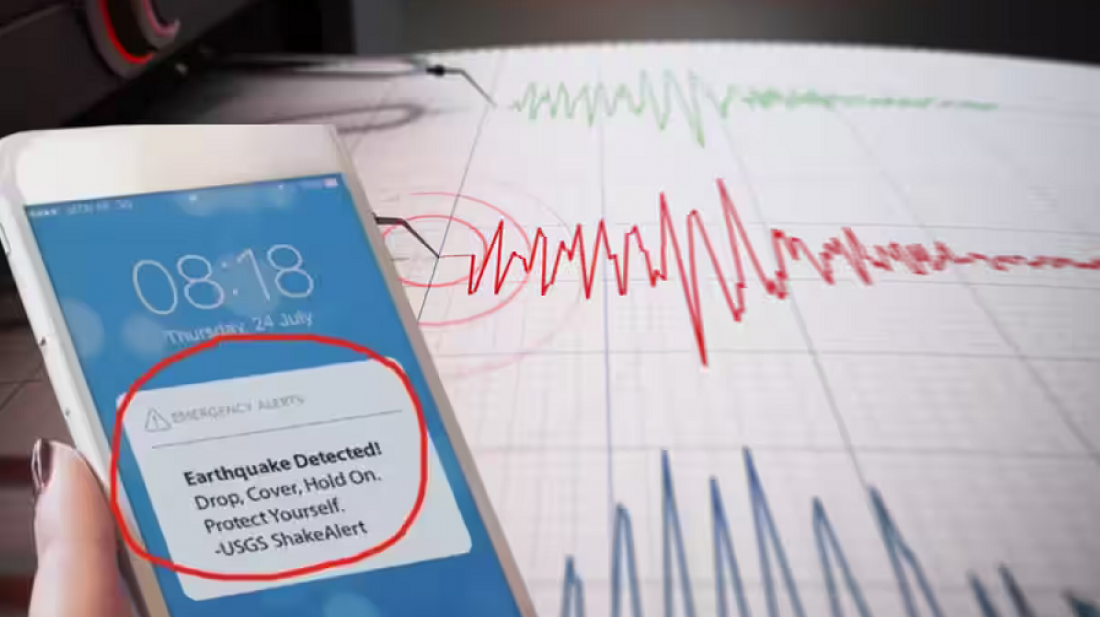 08:18
Thursday, 24 July
EMERGENCY ALERTS
Earthquake Detected!
Drop, Cover, Hold On.
Protect Yourself.
-USGS ShakeAlert